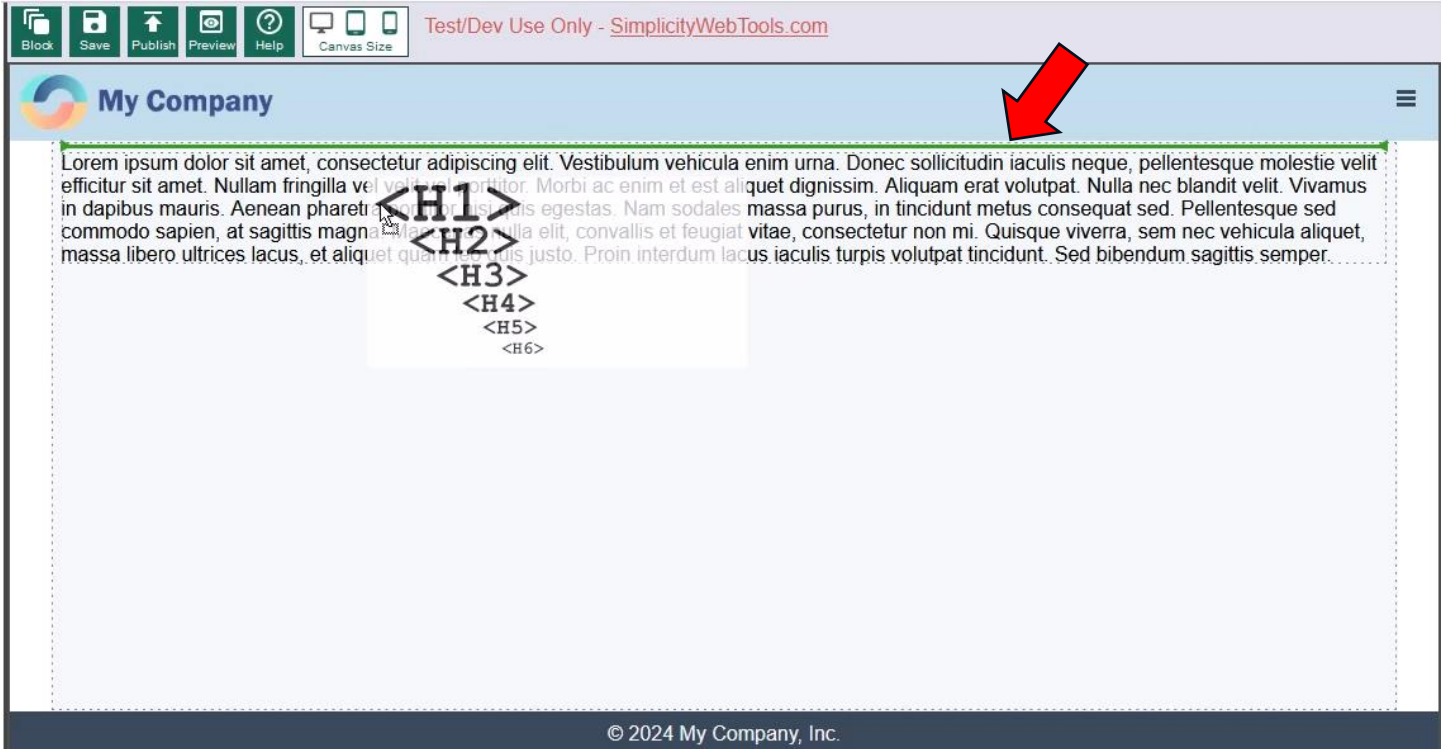 Block Save Publish Preview Help Canvas Size Test/Dev Use Only - SimplicityWebTools.com
My Company
Lorem ipsum dolor sit amet, consectetur adipiscing elit. Vestibulum vehicula enim urna. Donec sollicitudin iaculis neque, pellentesque molestie velit
efficitur sit amet. Nullam fringilla vel velit vel porttitor. Morbi ac enim et est aliquet dignissim. Aliquam erat volutpat. Nulla nec blandit velit. Vivamus
in dapibus mauris. Aenean pharetra quis egestas. Nam sodales massa purus, in tincidunt metus consequat sed. Pellentesque sed
commodo sapien, at sagittis magna. elit, convallis et feugiat vitae, consectetur non mi. Quisque viverra, sem nec vehicula aliquet,
massa libero ultrices lacus, et aliquet quam leo quis justo. Proin interdum lacus iaculis turpis volutpat tincidunt. Sed bibendum sagittis semper.
<H1>
<H2>
<H3>
<H4>
<H5>
<H6>
© 2024 My Company, Inc.